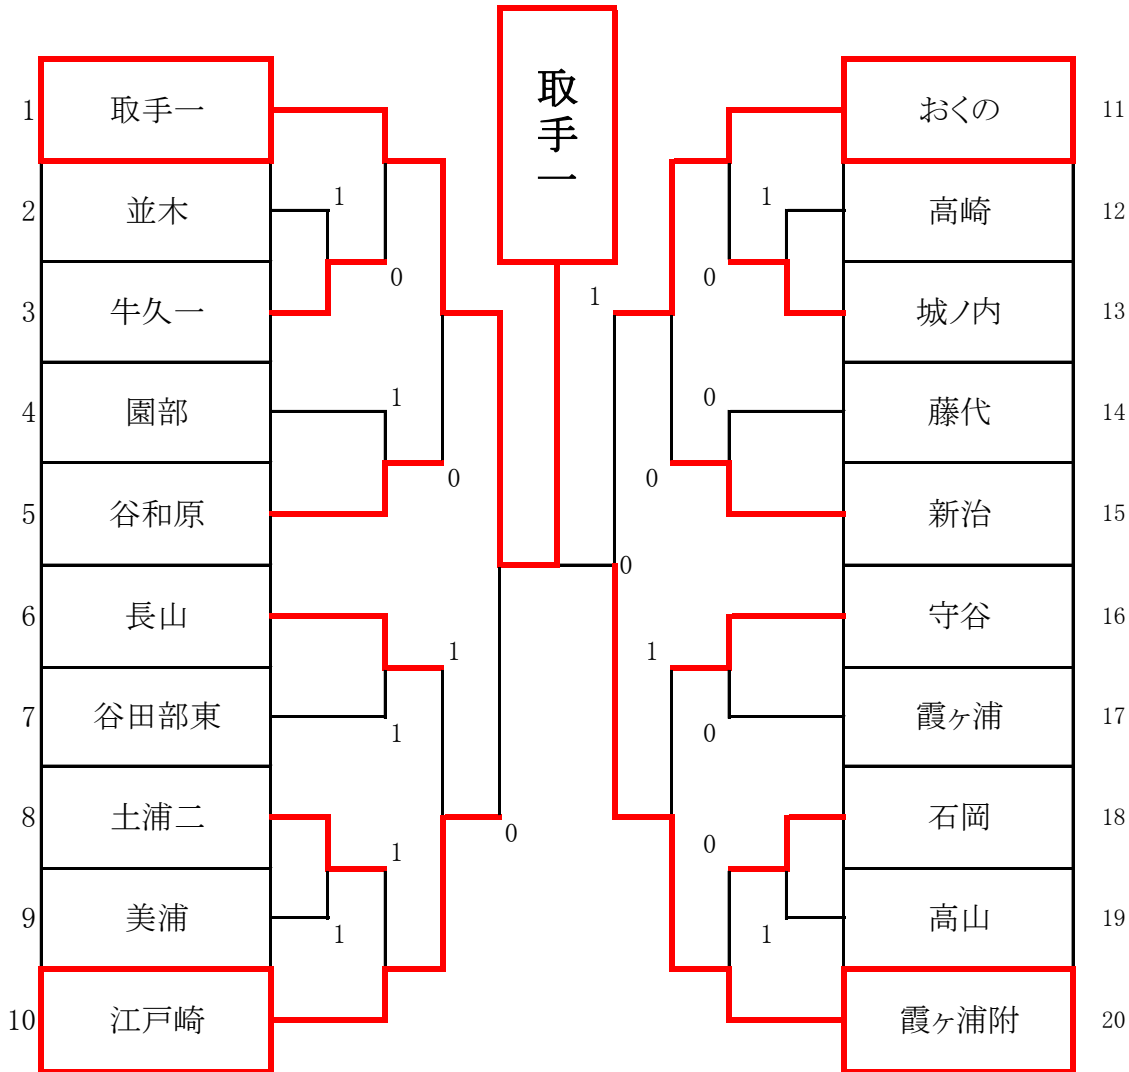 取手一
1 取手一
2 並木
3 牛久一
4 園部
5 谷和原
6 長山
7 谷田部東
8 土浦二
9 美浦
10 江戸崎
1
0
1
0
1
1
1
1
0
1
0
1
0
0
0
0
1
0
0
1
おくの 11
高崎 12
城ノ内 13
藤代 14
新治 15
守谷 16
霞ヶ浦 17
石岡 18
高山 19
霞ヶ浦附 20